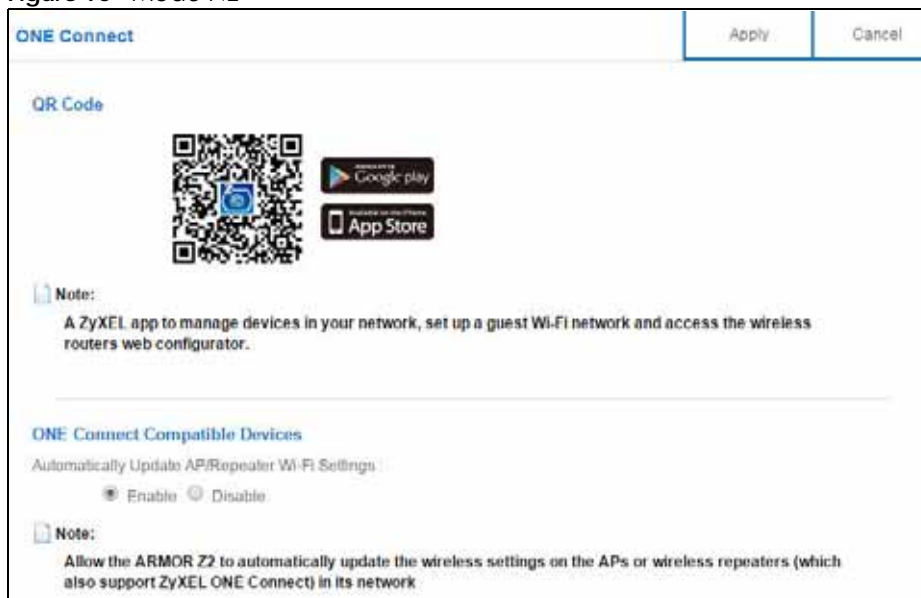 ONE Connect
Apply
Cancel
QR Code
Google play
App Store
Note:
A ZyXEL app to manage devices in your network, set up a guest Wi-Fi network and access the wireless
routers web configurator.
ONE Connect Compatible Devices
Automatically Update AP/Repeater Wi-Fi Settings :
Enable Disable
Note:
Allow the ARMOR Z2 to automatically update the wireless settings on the APs or wireless repeaters (which
also support ZyXEL ONE Connect) in its network